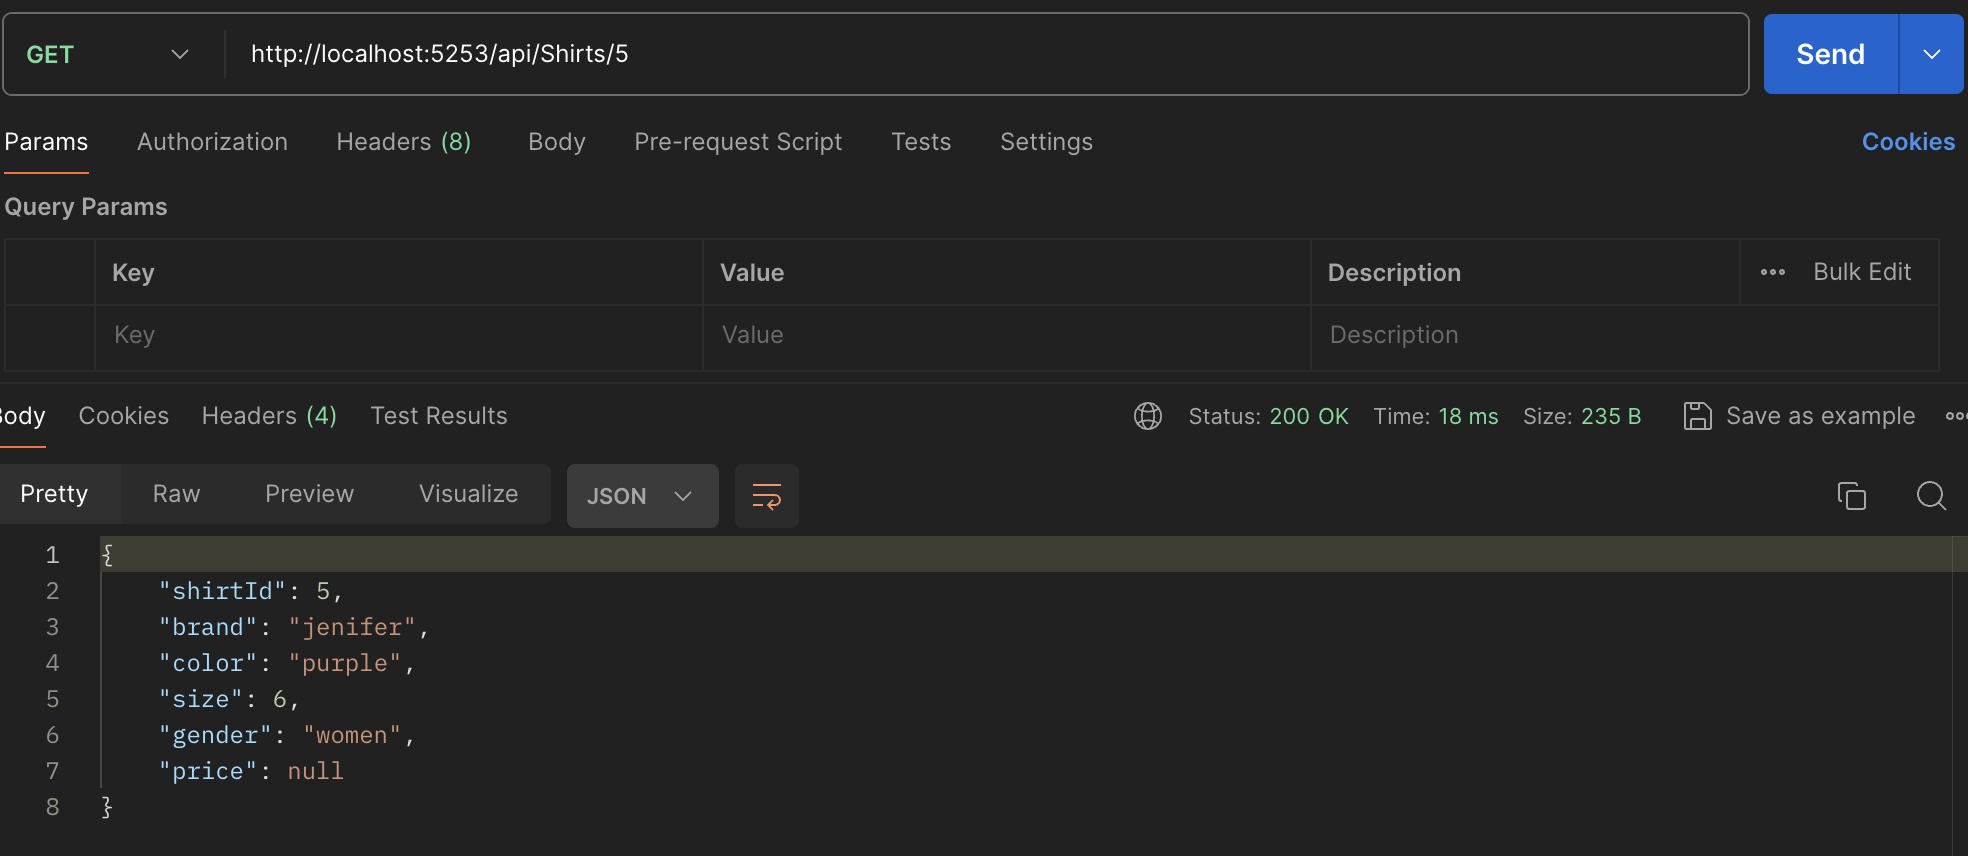 GET http://localhost:5253/api/Shirts/5 Send
Params Authorization Headers (8) Body Pre-request Script Tests Settings Cookies
Query Params
Key Value Description Bulk Edit
Key Value Description
Body Cookies Headers (4) Test Results Status: 200 OK Time: 18 ms Size: 235 B Save as example
Pretty Raw Preview Visualize JSON
1 {
2 "shirtId": 5,
3 "brand": "jenifer",
4 "color": "purple",
5 "size": 6,
6 "gender": "women",
7 "price": null
8 }